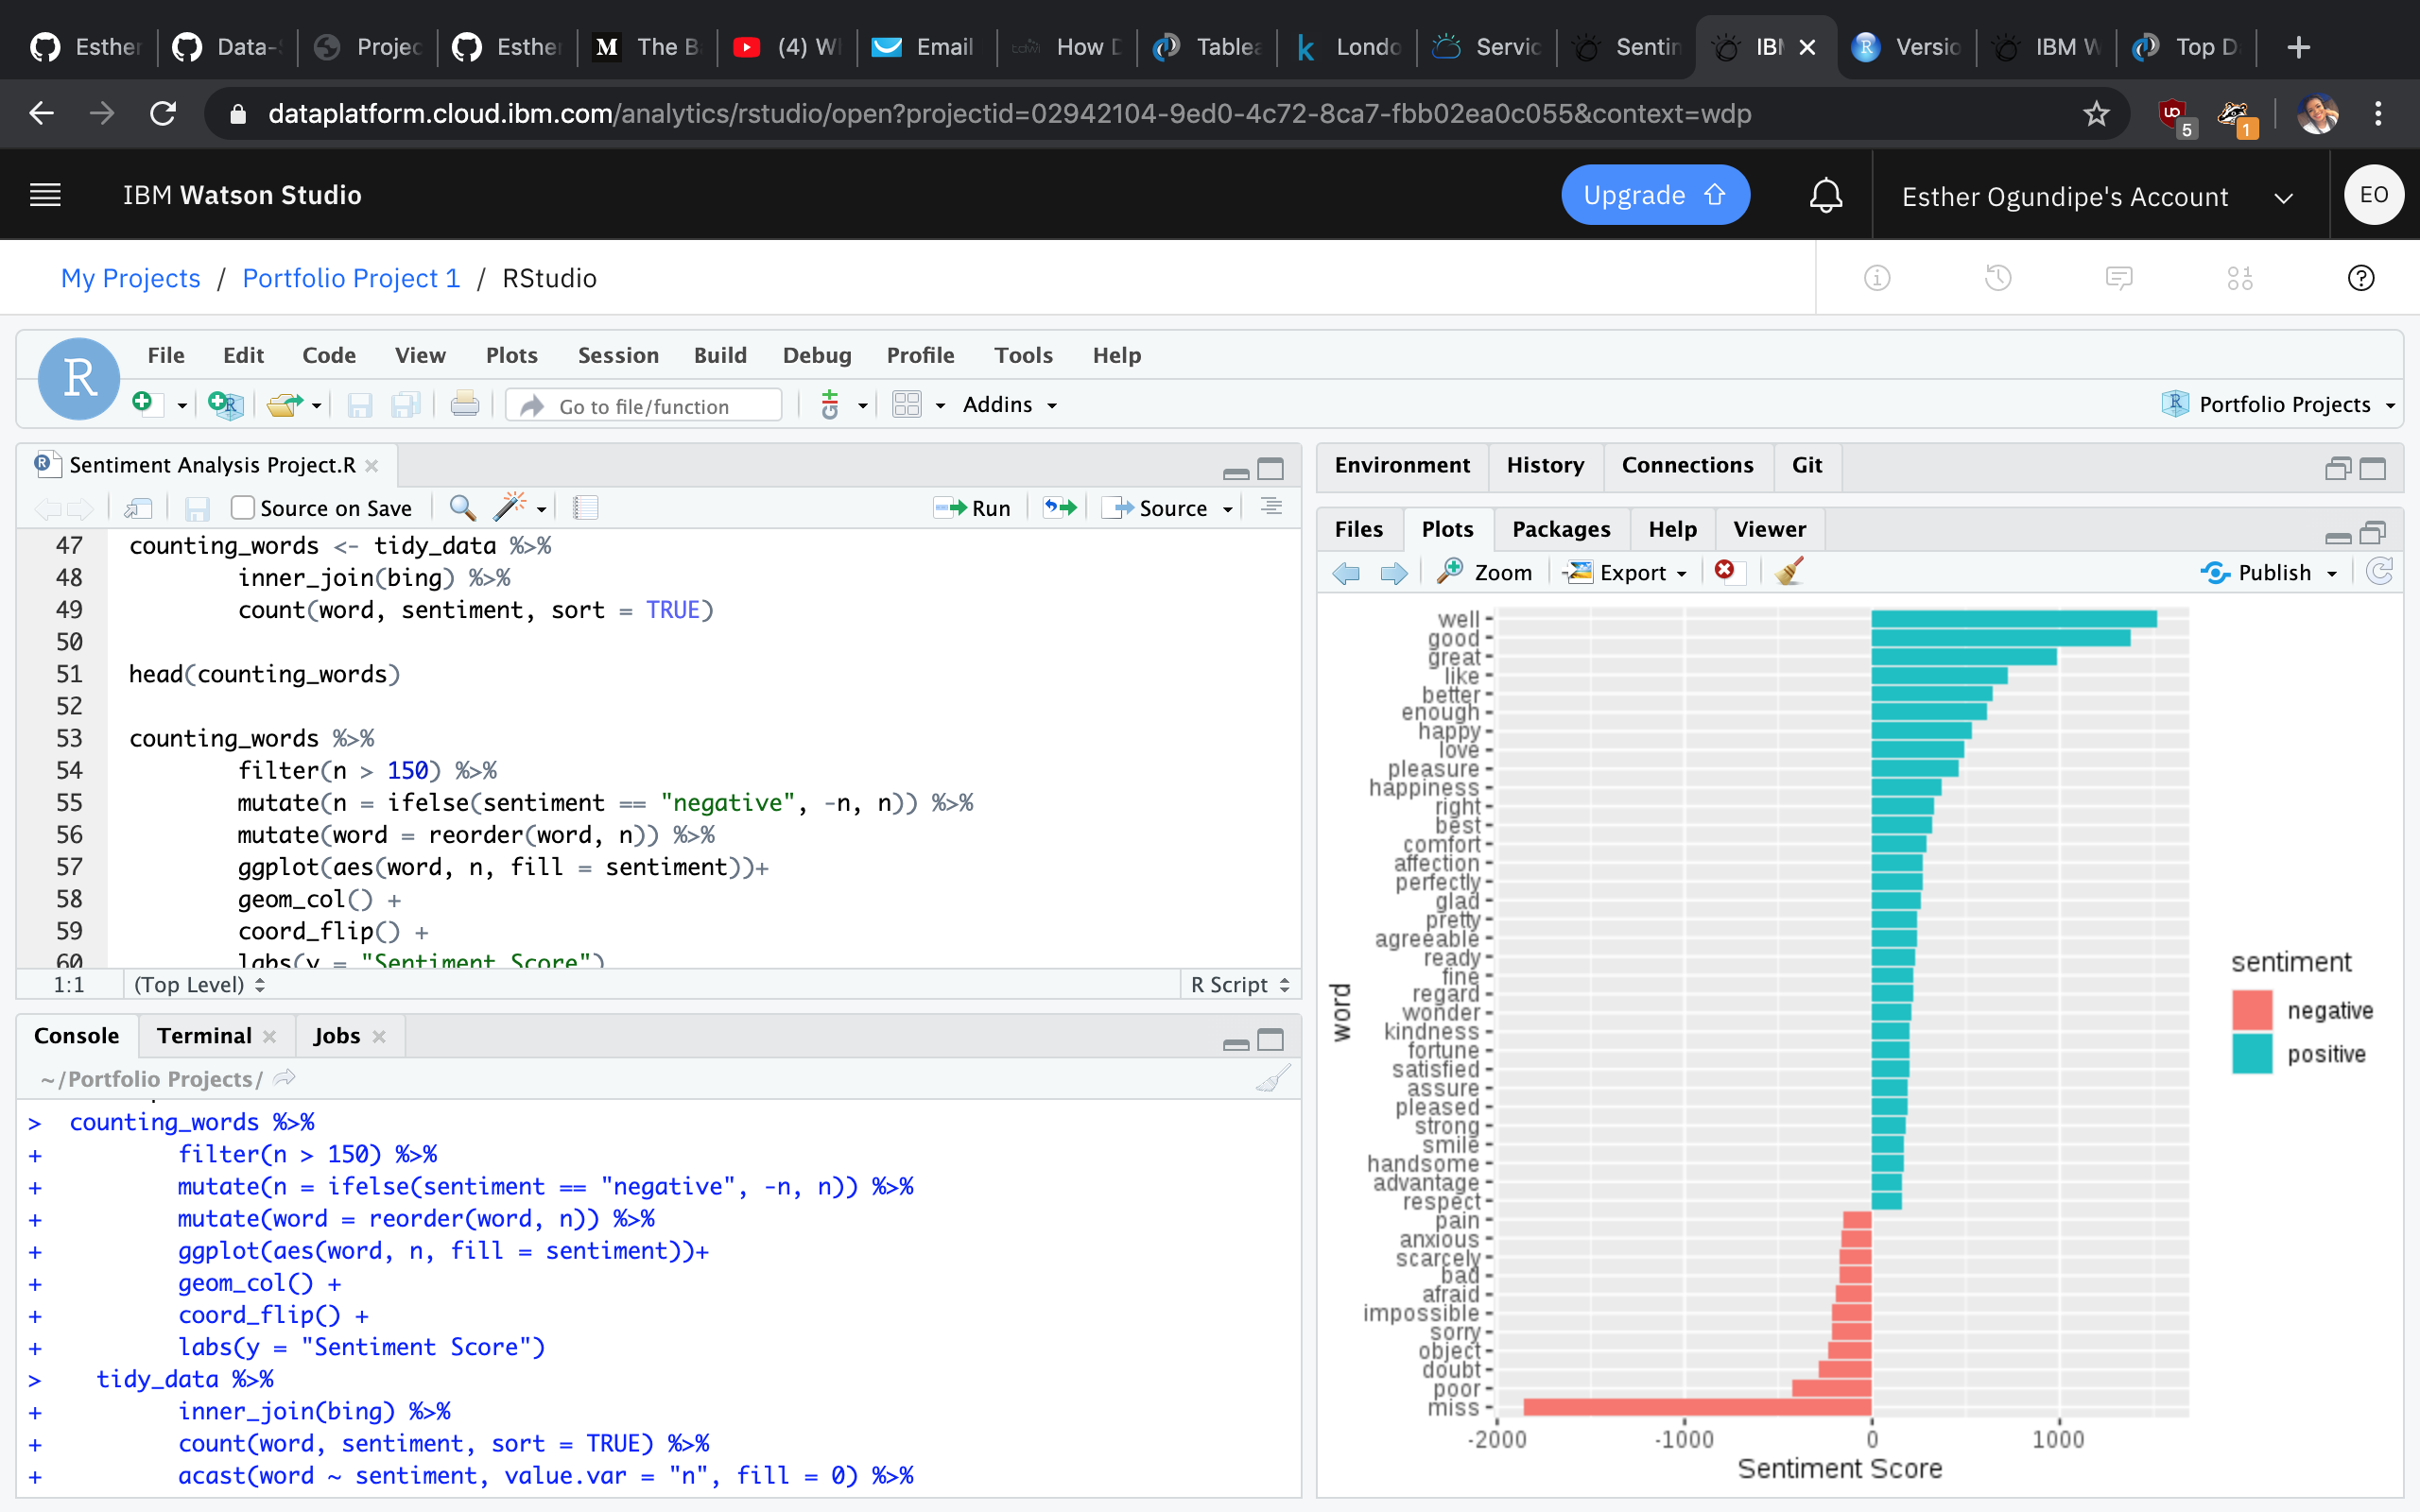 Esther
Data-S
Projec
Esther
The Ba
(4) Wh
Email
How D
Tablea
Londo
Servic
Sentin
IBM
Versio
IBM W
Top D
dataplatform.cloud.ibm.com/analytics/rstudio/open?projectid=02942104-9ed0-4c72-8ca7-fbb02ea0c055&context=wdp
5
1
IBM Watson Studio
Upgrade
Esther Ogundipe's Account
EO
My Projects / Portfolio Project 1 / RStudio
R
File Edit Code View Plots Session Build Debug Profile Tools Help
Go to file/function
Addins
Portfolio Projects
Sentiment Analysis Project.R
Source on Save
Run
Source
47 counting_words <- tidy_data %>%
48 inner_join(bing) %>%
49 count(word, sentiment, sort = TRUE)
50
51 head(counting_words)
52
53 counting_words %>%
54 filter(n > 150) %>%
55 mutate(n = ifelse(sentiment == "negative", -n, n)) %>%
56 mutate(word = reorder(word, n)) %>%
57 ggplot(aes(word, n, fill = sentiment))+
58 geom_col() +
59 coord_flip() +
60 labs(y = "Sentiment Score")
1:1 (Top Level) R Script
Console Terminal Jobs
~/Portfolio Projects/
> counting_words %>%
+ filter(n > 150) %>%
+ mutate(n = ifelse(sentiment == "negative", -n, n)) %>%
+ mutate(word = reorder(word, n)) %>%
+ ggplot(aes(word, n, fill = sentiment))+
+ geom_col() +
+ coord_flip() +
+ labs(y = "Sentiment Score")
> tidy_data %>%
+ inner_join(bing) %>%
+ count(word, sentiment, sort = TRUE) %>%
+ acast(word ~ sentiment, value.var = "n", fill = 0) %>%
Environment History Connections Git
Files Plots Packages Help Viewer
Zoom Export Publish
well
good
great
like
better
enough
happy
love
pleasure
happiness
right
best
comfort
affection
perfectly
glad
pretty
agreeable
ready
fine
regard
wonder
kindness
fortune
satisfied
assure
pleased
strong
smile
handsome
advantage
respect
pain
anxious
scarcely
bad
afraid
impossible
sorry
object
doubt
poor
miss
word
-2000 -1000 0 1000
Sentiment Score
sentiment
negative
positive